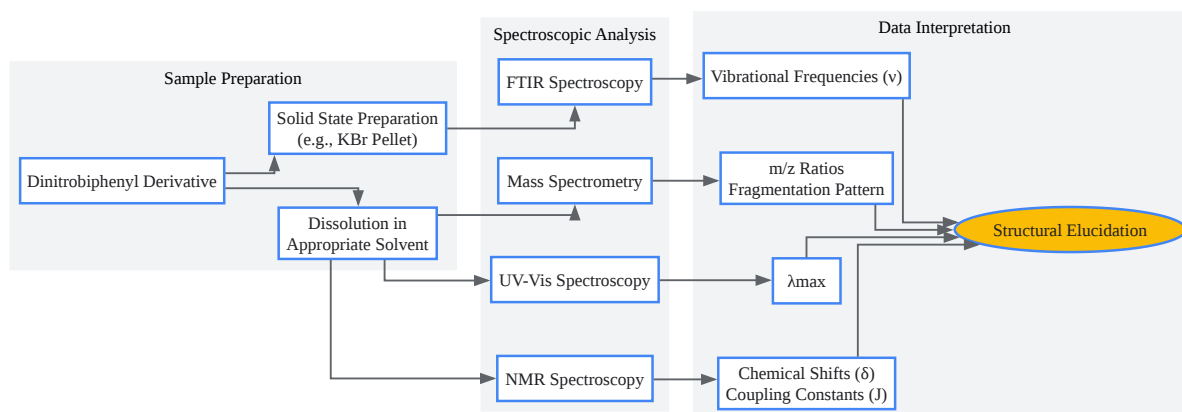 Sample Preparation
Dinitrobiphenyl Derivative
Solid State Preparation
(e.g., KBr Pellet)
Dissolution in
Appropriate Solvent
Spectroscopic Analysis
FTIR Spectroscopy
Mass Spectrometry
UV-Vis Spectroscopy
NMR Spectroscopy
Data Interpretation
Vibrational Frequencies (ν)
m/z Ratios
Fragmentation Pattern
λmax
Chemical Shifts (δ)
Coupling Constants (J)
Structural Elucidation